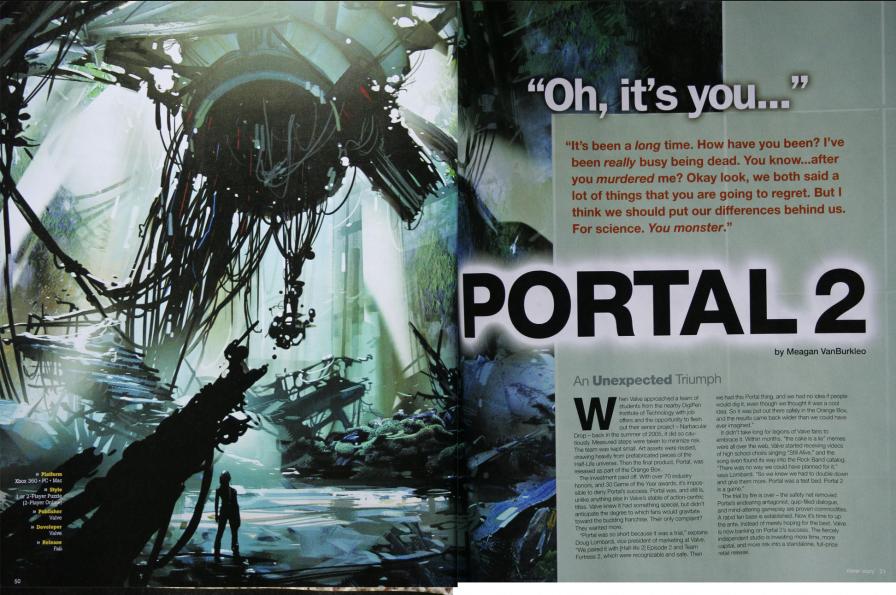 » Platform
Xbox 360 • PC • Mac
» Style
1 or 2-Player Puzzle
(2-Player Online)
» Publisher
Valve
» Developer
Valve
» Release
Fall
50
“Oh, it’s you...”
“It’s been a long time. How have you been? I’ve
been really busy being dead. You know...after
you murdered me? Okay look, we both said a
lot of things that you are going to regret. But I
think we should put our differences behind us.
For science. You monster.”
PORTAL 2
by Meagan VanBurkleo
An Unexpected Triumph
When Valve approached a team of
students from the nearby DigiPen
Institute of Technology with job
offers and the opportunity to flesh
out their senior project – Narbacular
Drop – back in the summer of 2005, it did so cau-
tiously. Measured steps were taken to minimize risk.
The team was kept small. Art assets were reused,
drawing heavily from prefabricated pieces of the
Half-Life universe. Then the final product, Portal, was
released as part of the Orange Box.
The investment paid off. With over 70 industry
honors, and 30 Game of the Year awards, it’s impos-
sible to deny Portal’s success. Portal was, and still is,
unlike anything else in Valve’s stable of action-centric
titles. Valve knew it had something special, but didn’t
anticipate the degree to which fans would gravitate
toward the budding franchise. Their only complaint?
They wanted more.
“Portal was so short because it was a trial,” explains
Doug Lombardi, vice president of marketing at Valve.
“We paired it with [Half-life 2] Episode 2 and Team
Fortress 2, which were recognizable and safe. Then
we had this Portal thing, and we had no idea if people
would dig it, even though we thought it was a cool
idea. So it was put out there safely in the Orange Box,
and the results came back wilder than we could have
ever imagined.”
It didn’t take long for legions of Valve fans to
embrace it. Within months, “the cake is a lie” memes
were all over the web, Valve started receiving videos
of high school choirs singing “Still Alive,” and the
song even found its way into the Rock Band catalog.
“There was no way we could have planned for it,”
says Lombardi. “So we knew we had to double down
and give them more. Portal was a test bed. Portal 2
is a game.”
The trial by fire is over – the safety net removed.
Portal’s endearing antagonist, quip-filled dialogue,
and mind-altering gameplay are proven commodities.
A rapid fan base is established. Now it’s time to up
the ante. Instead of merely hoping for the best, Valve
is now banking on Portal 2’s success. The fiercely
independent studio is investing more time, more
capital, and more risk into a standalone, full-price
retail release.
cover story 51